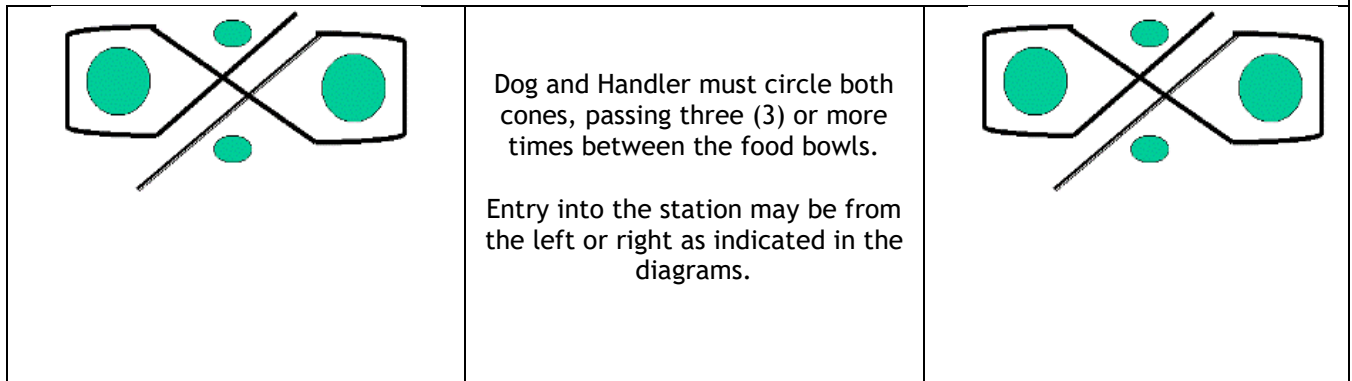 Dog and Handler must circle both
cones, passing three (3) or more
times between the food bowls.
Entry into the station may be from
the left or right as indicated in the
diagrams.